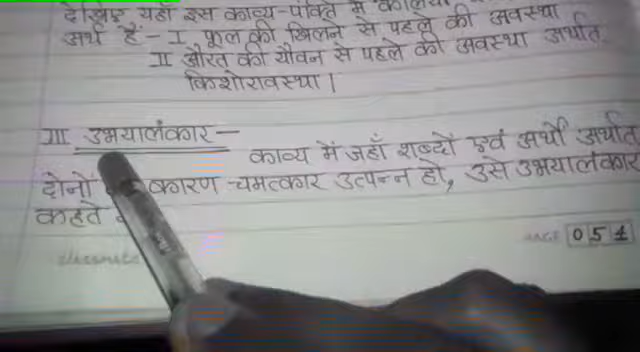 देखिए यहाँ इस काव्य-पंक्ति में
अर्थ हैं - I फूल की खिलने से पहले की अवस्था
II औरत की यौवन से पहले की अवस्था अर्थात
किशोरावस्था।
III उभयालंकार -
काव्य में जहाँ शब्दों एवं अर्थों अर्थात
दोनों कारण चमत्कार उत्पन्न हो, उसे उभयालंकार
कहते
PAGE 051
classmate